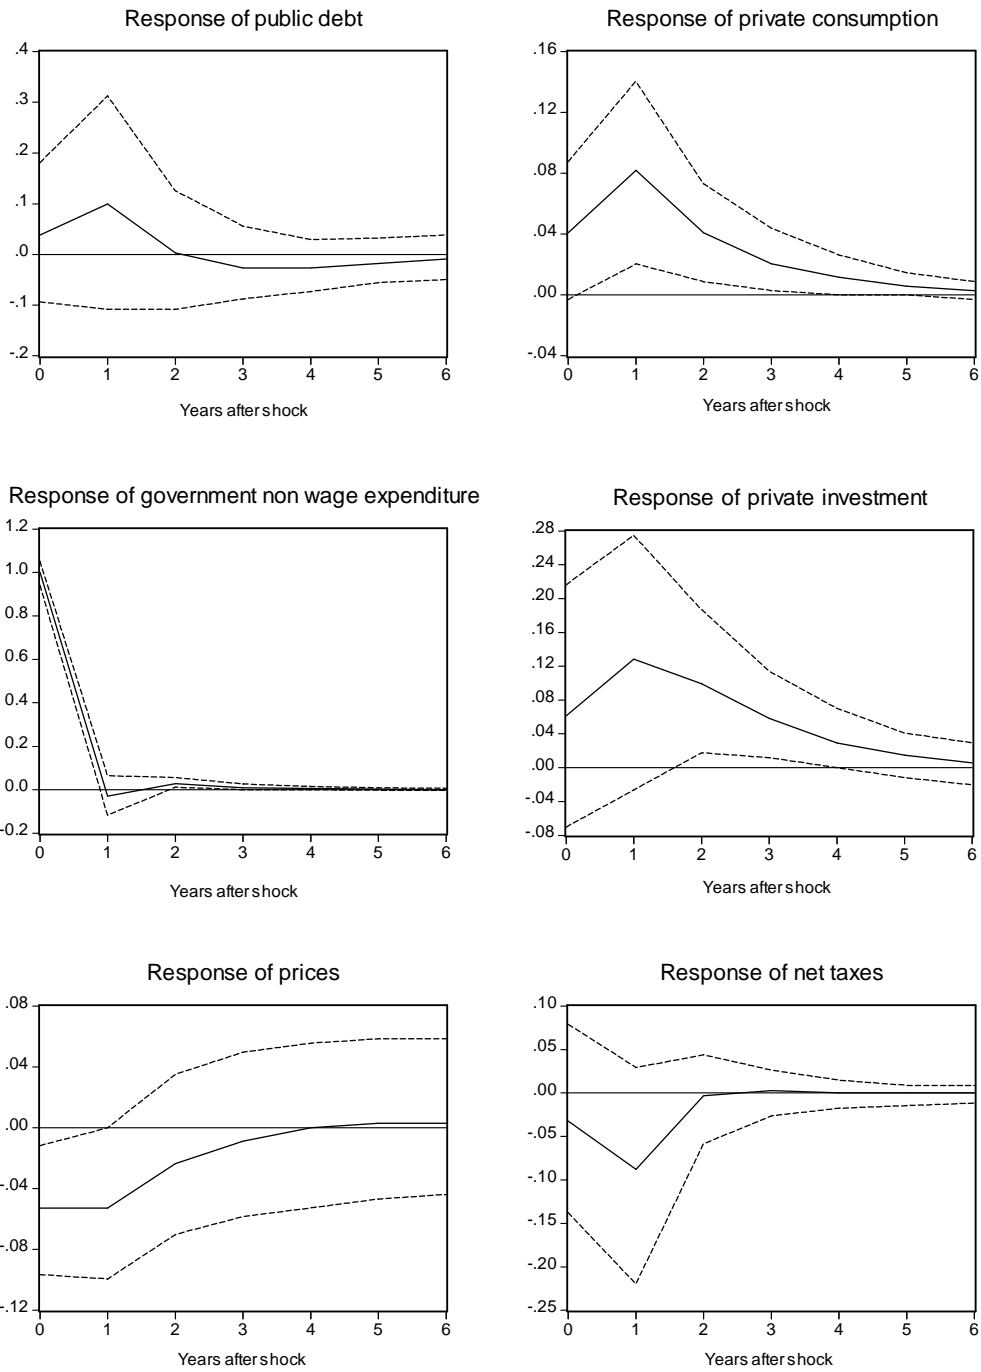 Response of public debt
.4
.3
.2
.1
.0
-.1
-.2
0 1 2 3 4 5 6
Years after shock
Response of private consumption
.16
.12
.08
.04
.00
-.04
0 1 2 3 4 5 6
Years after shock
Response of government non wage expenditure
1.2
1.0
0.8
0.6
0.4
0.2
0.0
-0.2
0 1 2 3 4 5 6
Years after shock
Response of private investment
.28
.24
.20
.16
.12
.08
.04
.00
-.04
-.08
0 1 2 3 4 5 6
Years after shock
Response of prices
.08
.04
.00
-.04
-.08
-.12
0 1 2 3 4 5 6
Years after shock
Response of net taxes
.10
.05
.00
-.05
-.10
-.15
-.20
-.25
0 1 2 3 4 5 6
Years after shock